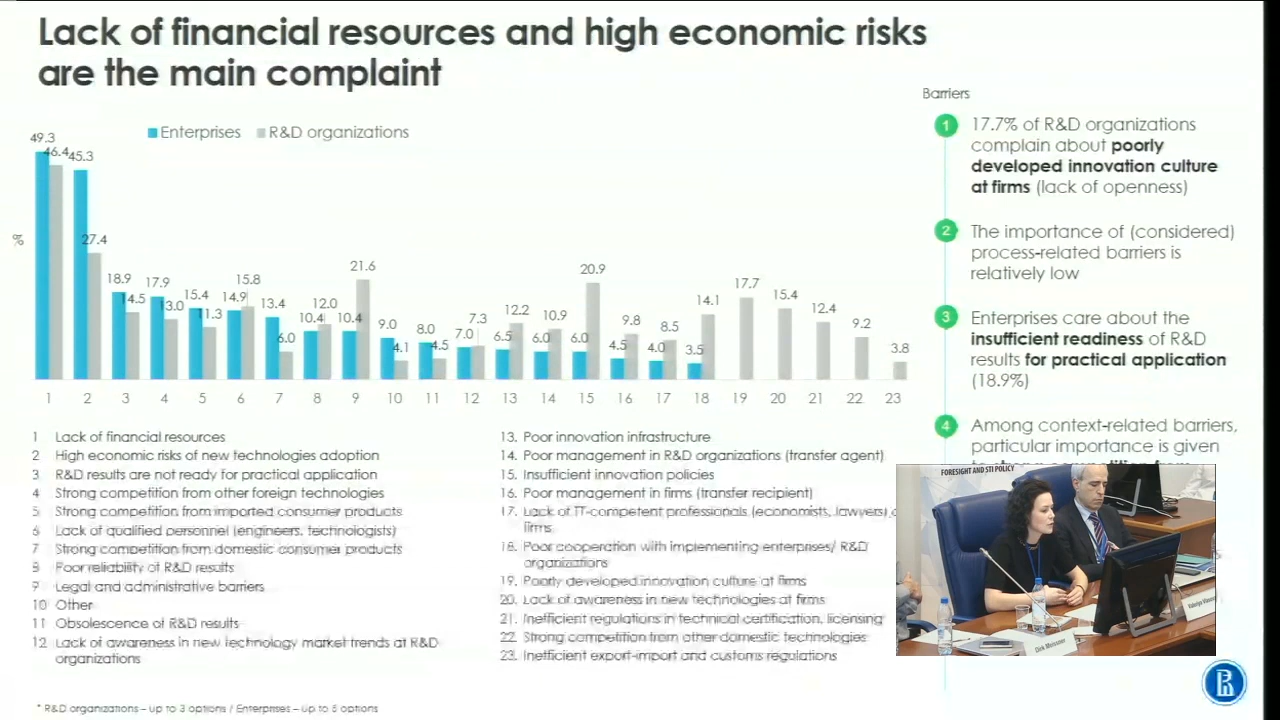 Lack of financial resources and high economic risks
are the main complaint
Enterprises R&D organizations
%
49.3 46.4 45.3 27.4 18.9 14.5 17.9 13.0 15.4 11.3 14.9 15.8 13.4 6.0 10.4 12.0 10.4 21.6 9.0 4.1 8.0 4.5 7.0 7.3 6.5 12.2 6.0 10.9 6.0 20.9 4.5 9.8 4.0 8.5 3.5 14.1 17.7 15.4 12.4 9.2 3.8
1 2 3 4 5 6 7 8 9 10 11 12 13 14 15 16 17 18 19 20 21 22 23
1 Lack of financial resources
2 High economic risks of new technologies adoption
3 R&D results are not ready for practical application
4 Strong competition from other foreign technologies
5 Strong competition from imported consumer products
6 Lack of qualified personnel (engineers, technologists)
7 Strong competition from domestic consumer products
8 Poor reliability of R&D results
9 Legal and administrative barriers
10 Other
11 Obsolescence of R&D results
12 Lack of awareness in new technology market trends at R&D
organizations
13. Poor innovation infrastructure
14. Poor management in R&D organizations (transfer agent)
15. Insufficient innovation policies
16. Poor management in firms (transfer recipient)
17. Lack of TT-competent professionals (economists, lawyers),
firms
18. Poor cooperation with implementing enterprises/ R&D
organizations
19. Poorly developed innovation culture at firms
20. Lack of awareness in new technologies at firms
21. Inefficient regulations in technical certification, licensing
22. Strong competition from other domestic technologies
23. Inefficient export-import and customs regulations
* R&D organizations – up to 3 options / Enterprises – up to 5 options
Barriers
1 17.7% of R&D organizations
complain about poorly
developed innovation culture
at firms (lack of openness)
2 The importance of (considered)
process-related barriers is
relatively low
3 Enterprises care about the
insufficient readiness of R&D
results for practical application
(18.9%)
4 Among context-related barriers,
particular importance is given
FORESIGHT AND STI POLICY
Dirk Meissner